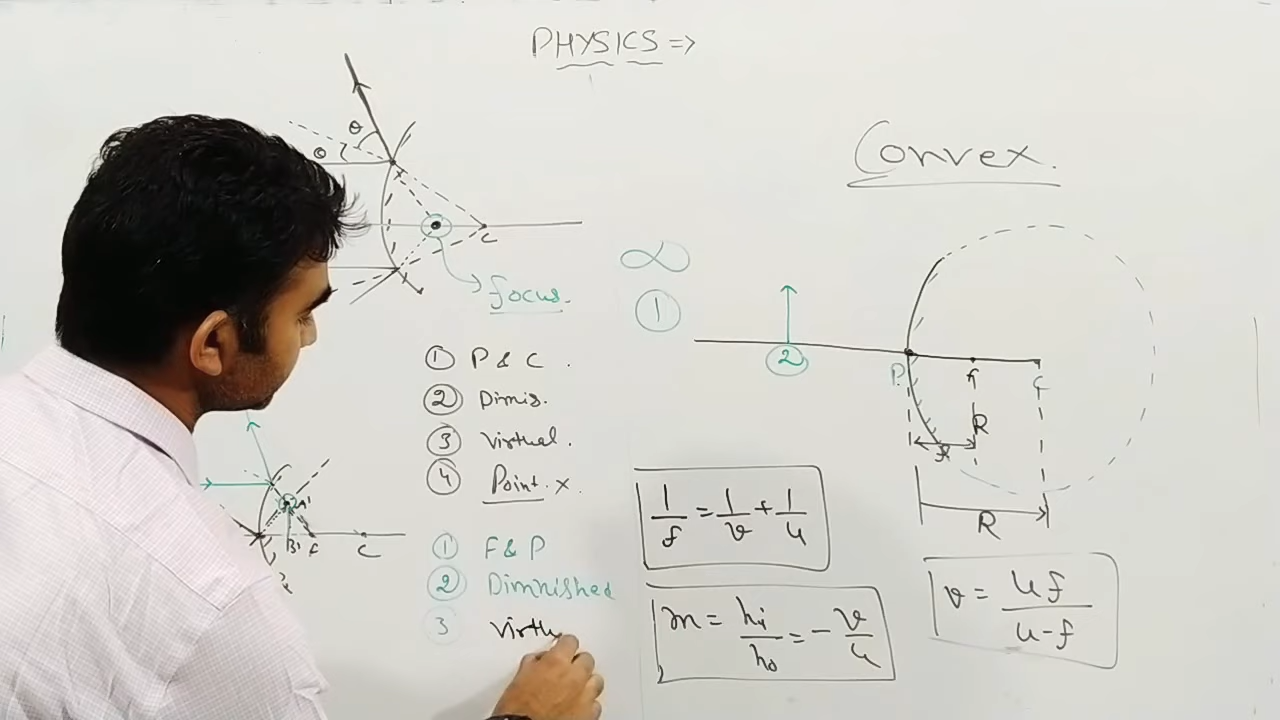 PHYSICS ⇒
θ
θ
C
focus.
① P & C .
② Dimis.
③ Virtual.
④ Point. x.
A'
B' F C
① F & P
② Diminished
③ Virtu
Convex.
∞
①
②
P F C
R
R
1/f = 1/v + 1/u
m = hi/ho = - v/u
v = uf/u-f